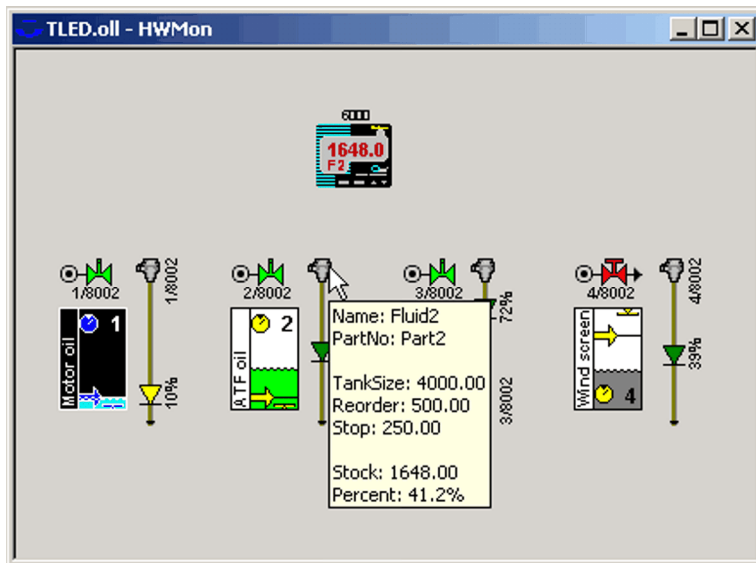 TLED.oll - HWMon
6000
1648.0
F2
1/8002
1/8002
Motor oil
1
10%
2/8002
ATF oil
2
3/8002
72%
3/8002
4/8002
4/8002
Wind screen
4
39%
Name: Fluid2
PartNo: Part2
TankSize: 4000.00
Reorder: 500.00
Stop: 250.00
Stock: 1648.00
Percent: 41.2%